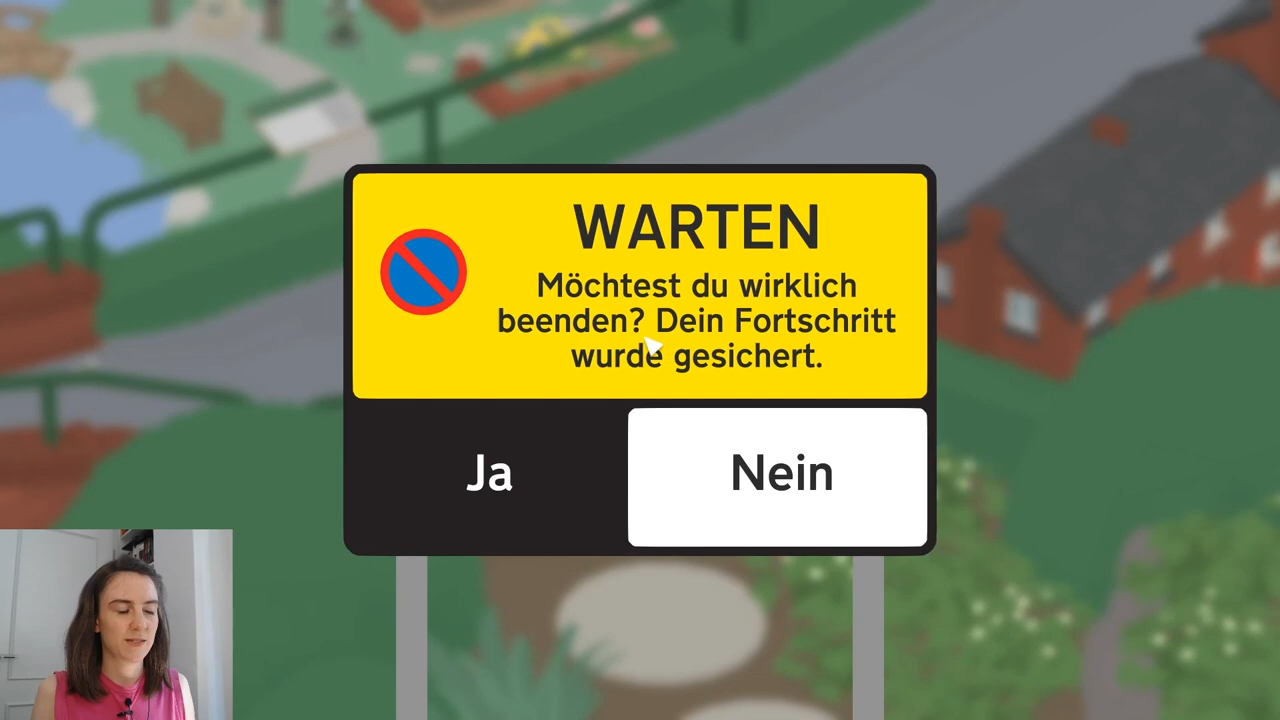 WARTEN
Möchtest du wirklich
beenden? Dein Fortschritt
wurde gesichert.
Ja
Nein